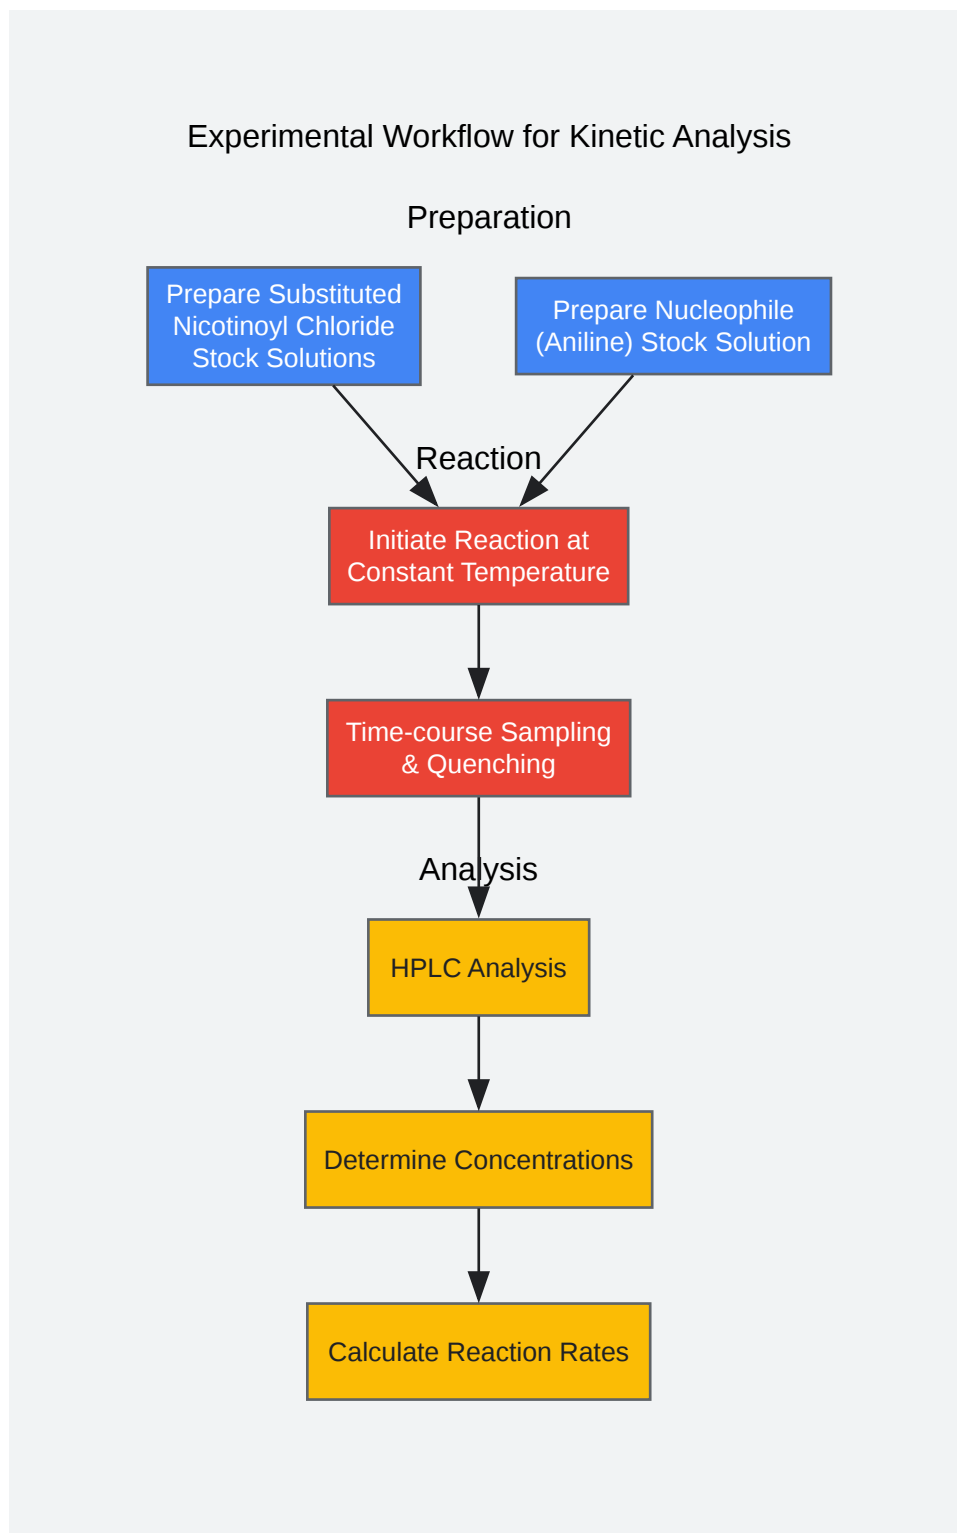 Experimental Workflow for Kinetic Analysis
Preparation
Prepare Substituted
Nicotinoyl Chloride
Stock Solutions
Prepare Nucleophile
(Aniline) Stock Solution
Reaction
Initiate Reaction at
Constant Temperature
Time-course Sampling
& Quenching
Analysis
HPLC Analysis
Determine Concentrations
Calculate Reaction Rates